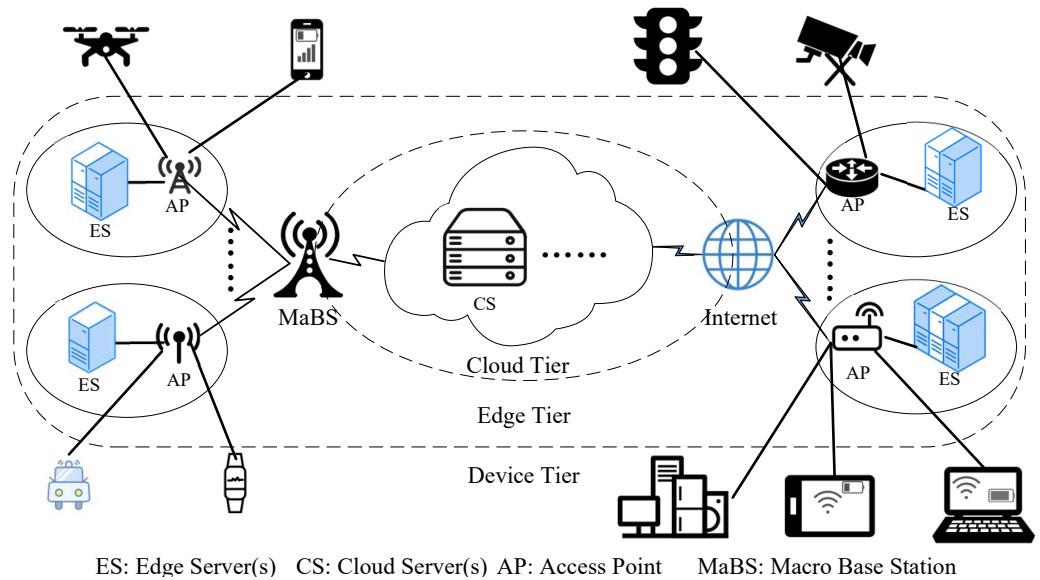 AP
ES
AP
ES
MaBS
CS
Internet
AP
ES
AP
ES
Cloud Tier
Edge Tier
Device Tier
ES: Edge Server(s) CS: Cloud Server(s) AP: Access Point MaBS: Macro Base Station